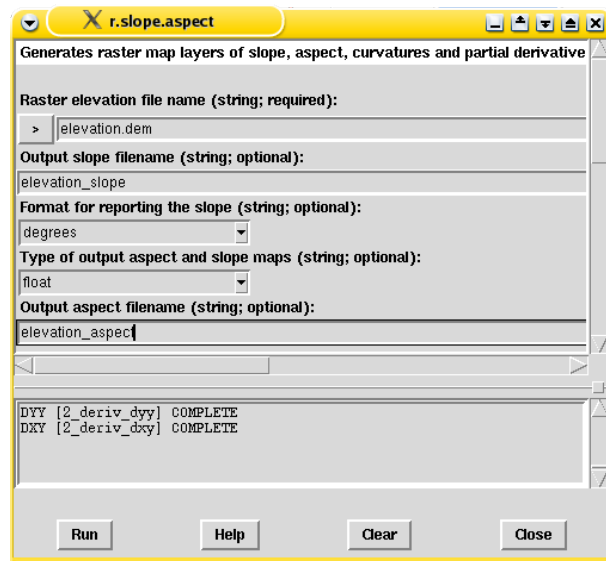 X r.slope.aspect
Generates raster map layers of slope, aspect, curvatures and partial derivative
Raster elevation file name (string; required):
> elevation.dem
Output slope filename (string; optional):
elevation_slope
Format for reporting the slope (string; optional):
degrees
Type of output aspect and slope maps (string; optional):
float
Output aspect filename (string; optional):
elevation_aspect
DYY [2_deriv_dyy] COMPLETE
DXY [2_deriv_dxy] COMPLETE
Run Help Clear Close